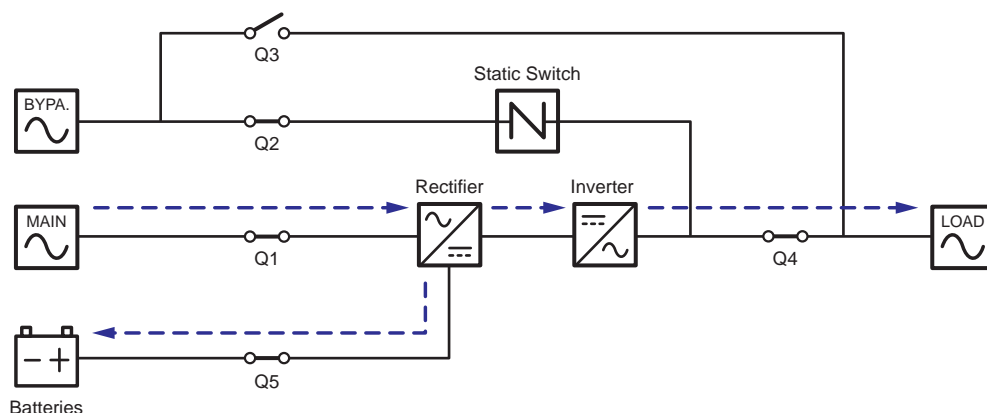 Q3
Static Switch
BYPA.
Q2
Rectifier
Inverter
MAIN
LOAD
Q1
Q4
Q5
Batteries